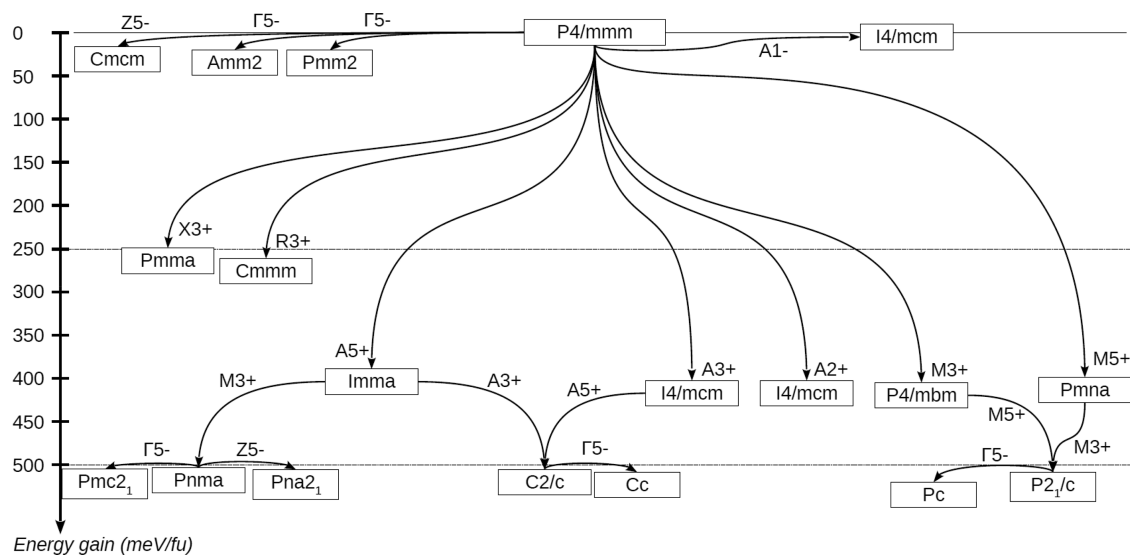 P4/mmm
Z5-
Γ5-
Γ5-
0
Cmcm
Amm2
Pmm2
A1-
I4/mcm
50
100
150
200
X3+
R3+
250
Pmma
Cmmm
300
350
A5+
A3+
A2+
M3+
M5+
400
M3+
Imma
A3+
A5+
I4/mcm
I4/mcm
P4/mbm
Pmna
450
M5+
M3+
Γ5-
Z5-
Γ5-
Γ5-
500
Pmc2₁
Pnma
Pna2₁
C2/c
Cc
Pc
P2₁/c
Energy gain (meV/fu)